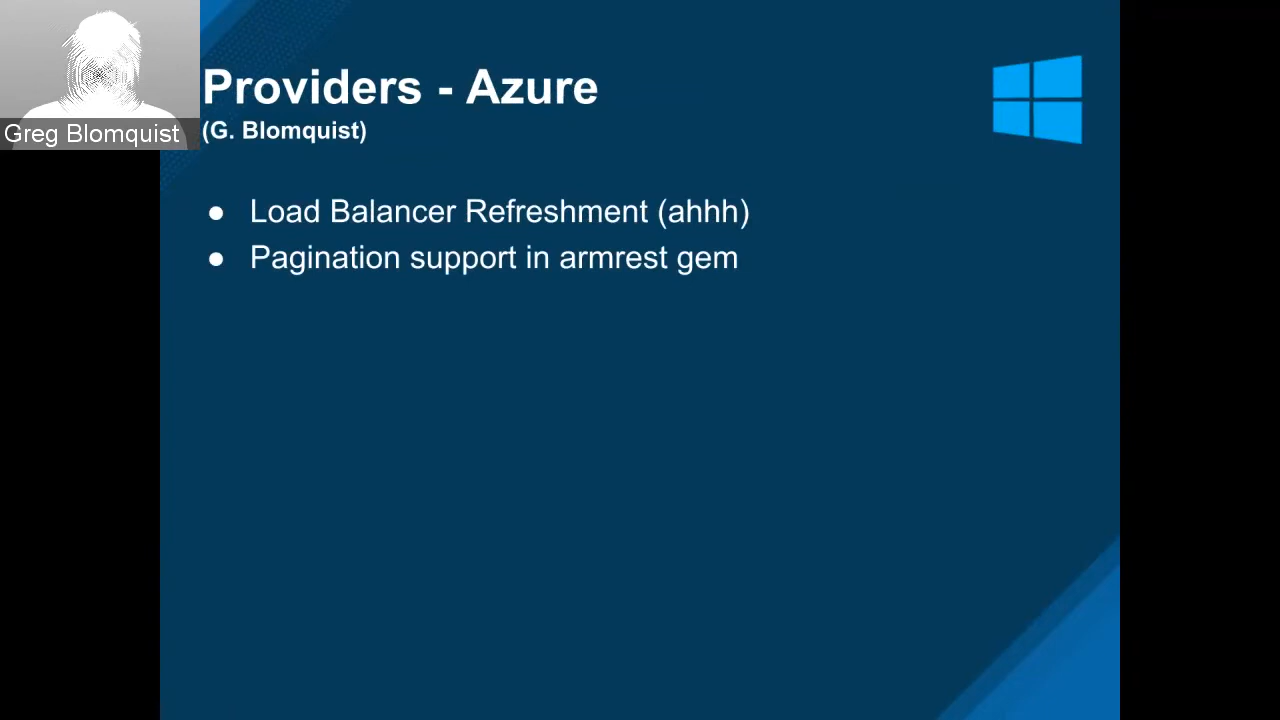 Greg Blomquist
Providers - Azure
(G. Blomquist)
● Load Balancer Refreshment (ahhh)
● Pagination support in armrest gem